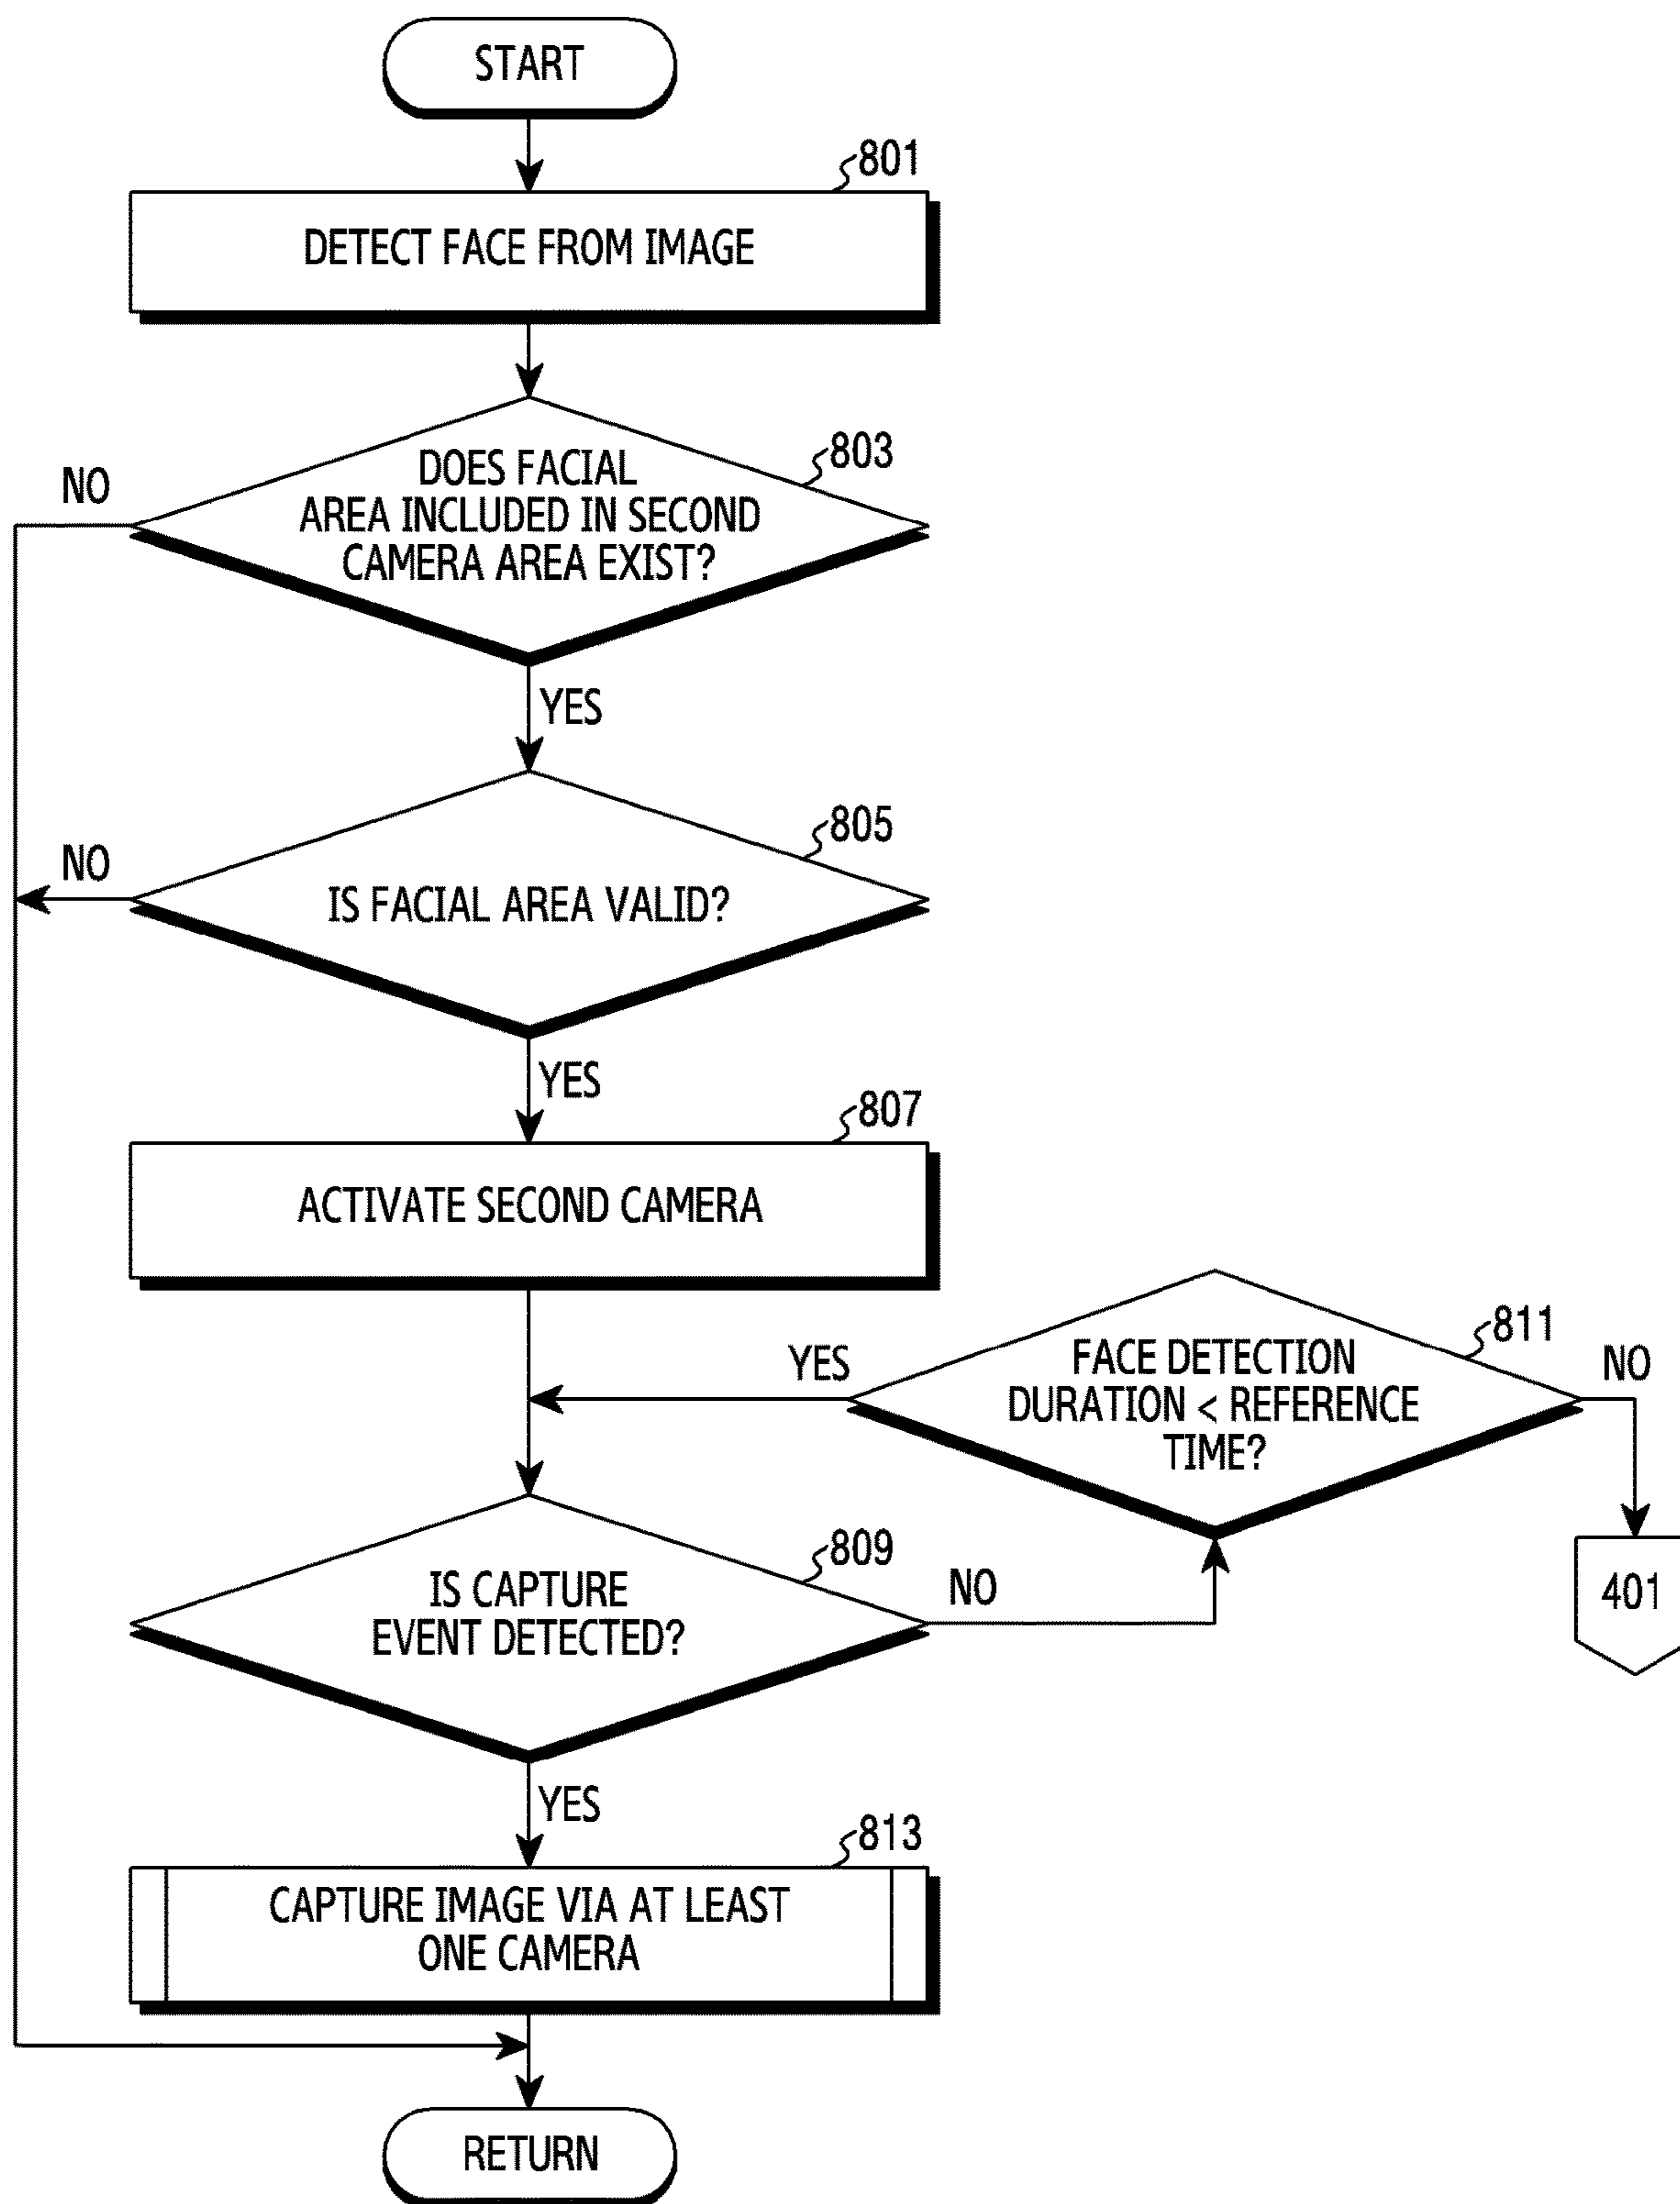 START
801
DETECT FACE FROM IMAGE
803
DOES FACIAL
AREA INCLUDED IN SECOND
CAMERA AREA EXIST?
NO
YES
805
IS FACIAL AREA VALID?
NO
YES
807
ACTIVATE SECOND CAMERA
811
FACE DETECTION
DURATION < REFERENCE
TIME?
YES
NO
401
809
IS CAPTURE
EVENT DETECTED?
NO
YES
813
CAPTURE IMAGE VIA AT LEAST
ONE CAMERA
RETURN